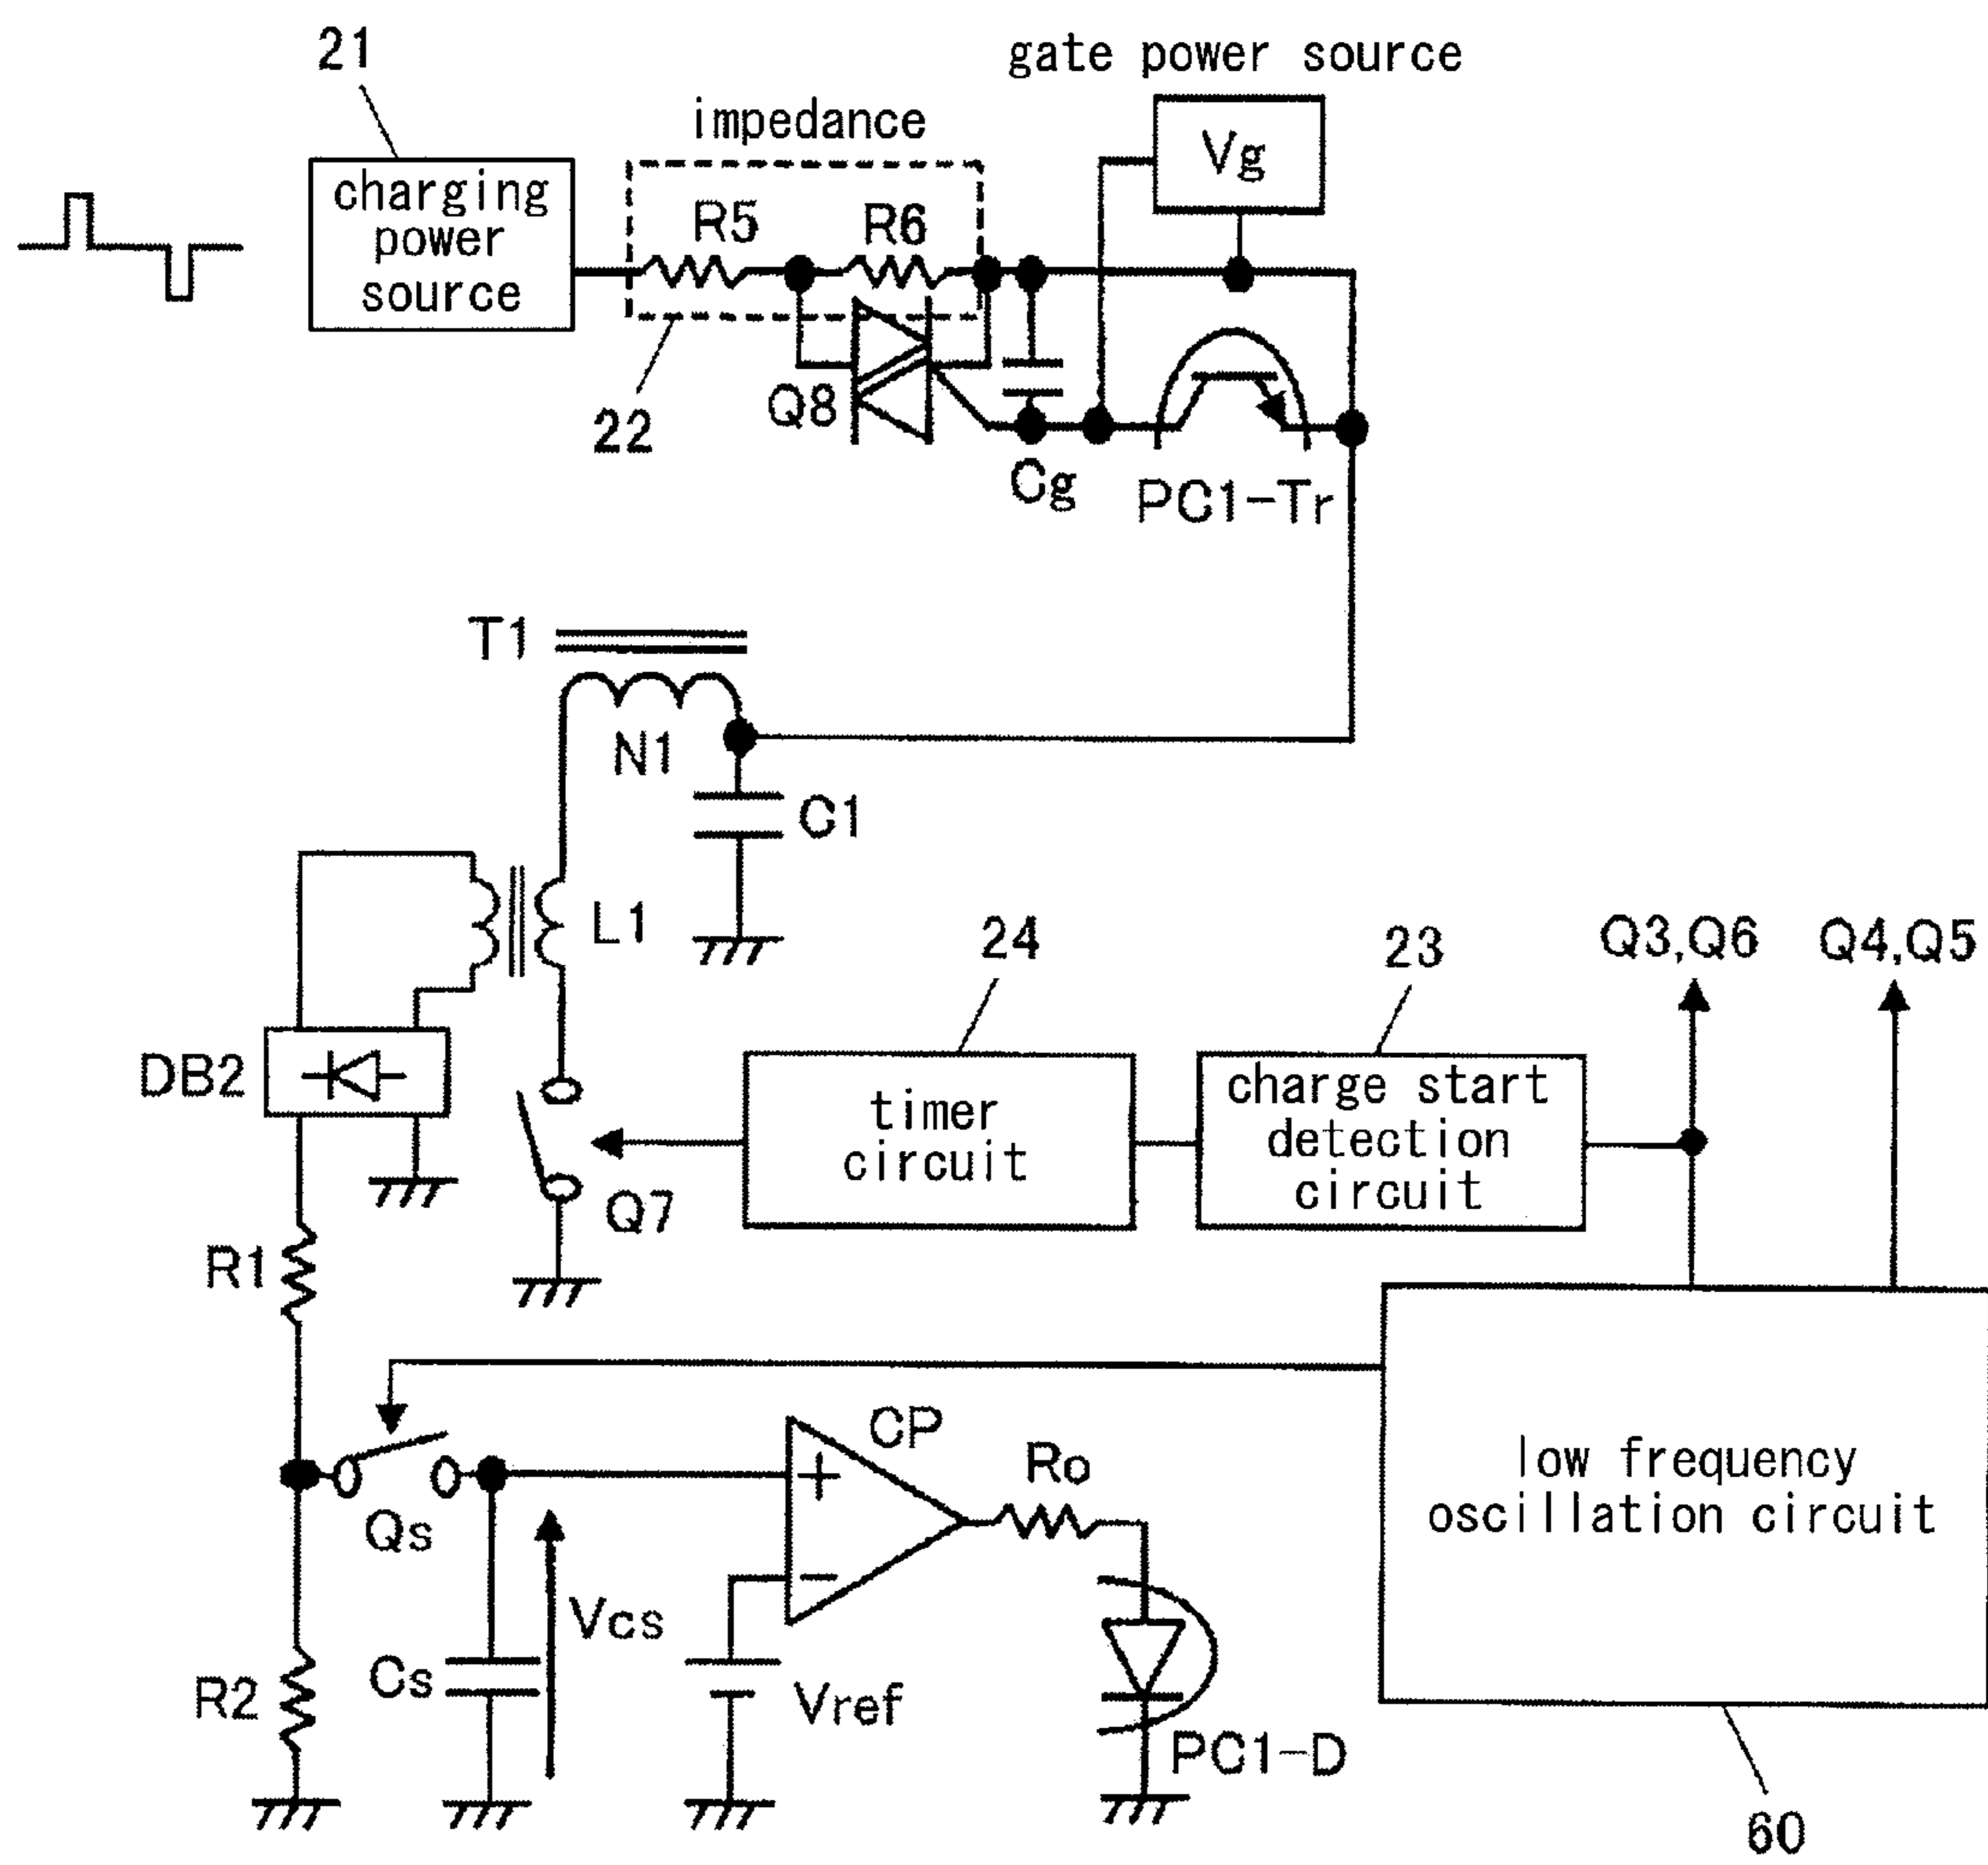 21
gate power source
impedance
Vg
charging
power
source
R5
R6
Q8
22
Cg
PC1-Tr
T1
N1
C1
L1
24
23
Q3,Q6
Q4,Q5
DB2
timer
circuit
charge start
detection
circuit
Q7
R1
CP
Ro
low frequency
oscillation circuit
Qs
+
−
Vcs
Cs
R2
Vref
PC1-D
60